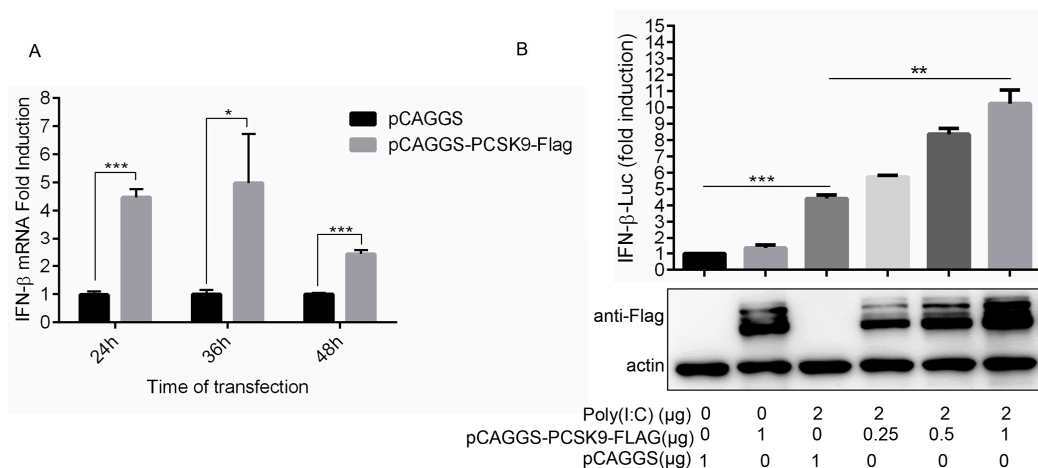 A
8
7
6
5
4
3
2
1
0
IFN-β mRNA Fold Induction
***
*
***
pCAGGS
pCAGGS-PCSK9-Flag
24h
36h
48h
Time of transfection
B
15
14
13
12
11
10
9
8
7
6
5
4
3
2
1
0
IFN-β-Luc (fold induction)
***
**
anti-Flag
actin
Poly(I:C) (μg) 0 0 2 2 2 2
pCAGGS-PCSK9-FLAG(μg) 0 1 0 0.25 0.5 1
pCAGGS(μg) 1 0 1 0 0 0